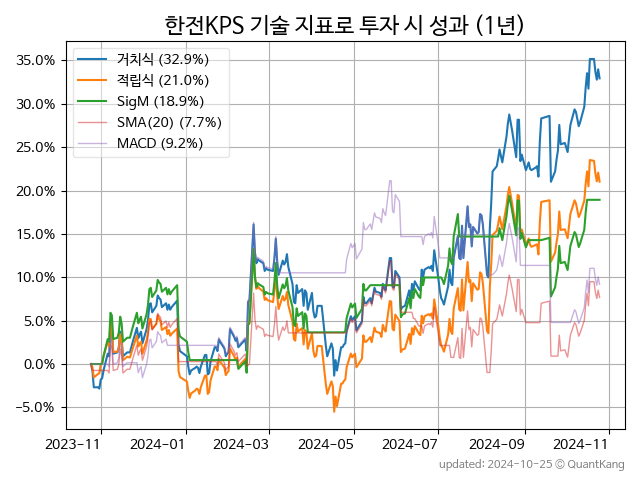 한전KPS 기술 지표로 투자 시 성과 (1년)
거치식 (32.9%)
적립식 (21.0%)
SigM (18.9%)
SMA(20) (7.7%)
MACD (9.2%)
35.0%
30.0%
25.0%
20.0%
15.0%
10.0%
5.0%
0.0%
−5.0%
2023-11 2024-01 2024-03 2024-05 2024-07 2024-09 2024-11
updated: 2024-10-25 ⓒ QuantKang